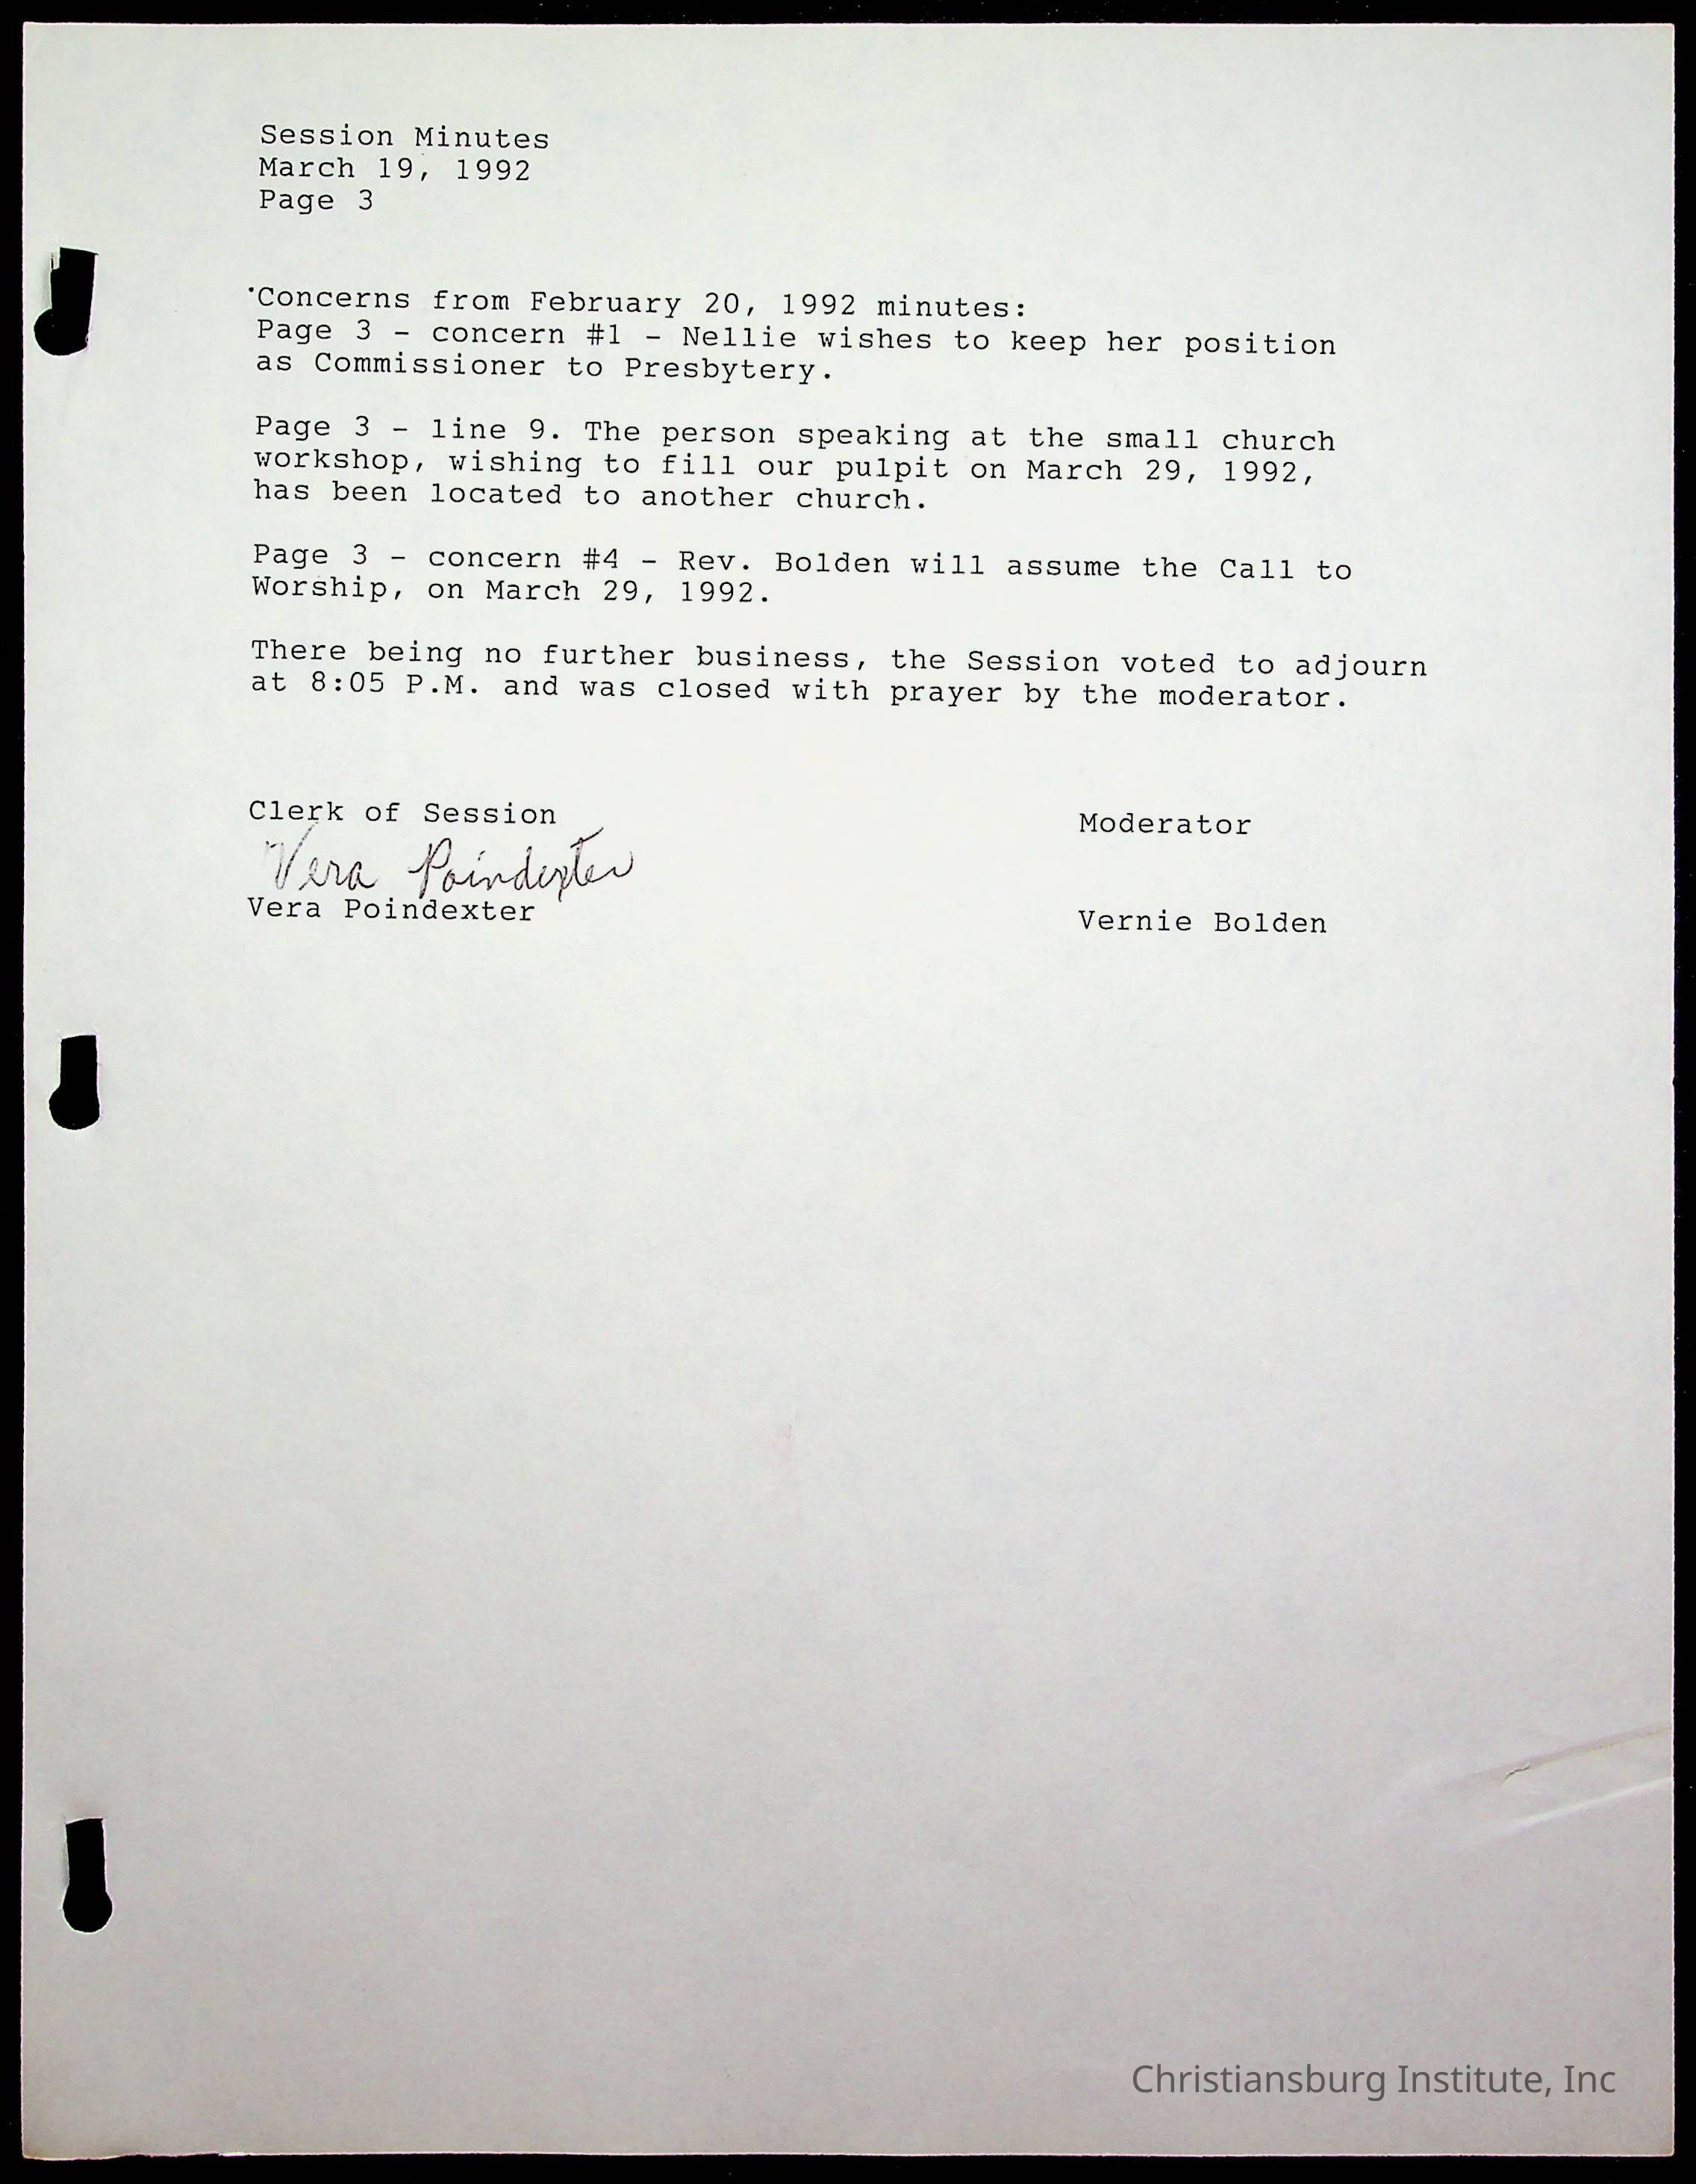 Session Minutes
March 19, 1992
Page 3
Concerns from February 20, 1992 minutes:
Page 3 - concern #1 - Nellie wishes to keep her position
as Commissioner to Presbytery.
Page 3 - line 9. The person speaking at the small church
workshop, wishing to fill our pulpit on March 29, 1992,
has been located to another church.
Page 3 - concern #4 - Rev. Bolden will assume the Call to
Worship, on March 29, 1992.
There being no further business, the Session voted to adjourn
at 8:05 P.M. and was closed with prayer by the moderator.
Clerk of Session
Vera Poindexter
Vera Poindexter
Moderator
Vernie Bolden
Christiansburg Institute, Inc